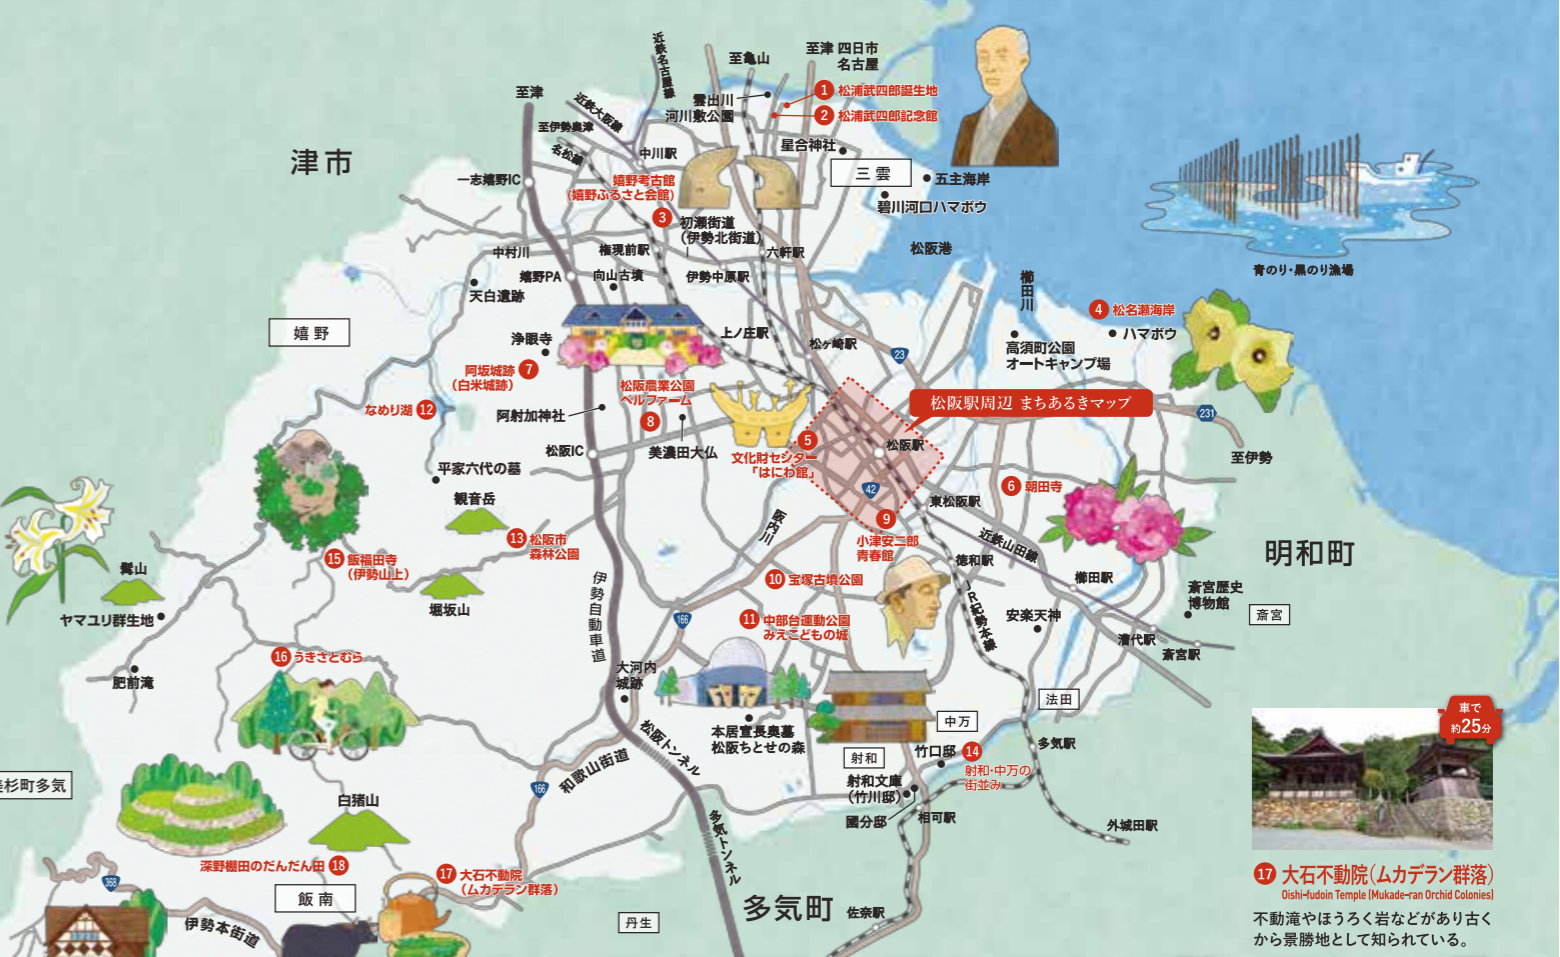 近鉄名古屋線
至亀山
至津 四日市
名古屋
至津
近鉄大阪線
至伊勢奥津
名松線
雲出川
河川敷公園
1 松浦武四郎誕生地
2 松浦武四郎記念館
津市
中川駅
星合神社
三雲
五主海岸
碧川河口ハマボウ
一志嬉野IC
嬉野考古館
(嬉野ふるさと会館)
3
初瀬街道
(伊勢北街道)
松阪港
青のり・黒のり漁場
中村川
権現前駅
六軒駅
嬉野PA
向山古墳
伊勢中原駅
櫛田川
天白遺跡
4 松名瀬海岸
ハマボウ
嬉野
浄眼寺
上ノ庄駅
松ヶ崎駅
23
高須町公園
オートキャンプ場
阿坂城跡 7
(白米城跡)
松阪農業公園
ベルファーム
8
松阪駅周辺 まちあるきマップ
なめり湖 12
阿射加神社
231
松阪IC
美濃田大仏
5
文化財センター
「はにわ館」
松阪駅
至伊勢
平家六代の墓
観音岳
42
東松阪駅
6 朝田寺
13 松阪市
森林公園
阪内川
9
小津安二郎
青春館
近鉄山田線
明和町
15 飯福田寺
(伊勢山上)
髯山
ヤマユリ群生地
堀坂山
伊勢自動車道
10 宝塚古墳公園
徳和駅
櫛田駅
斎宮歴史
博物館
斎宮
166
11 中部台運動公園
みえこどもの城
JR紀勢本線
安楽天神
漕代駅
斎宮駅
16 うきさとむら
肥前滝
大河内
城跡
法田
本居宣長奥墓
松阪ちとせの森
中万
松阪トンネル
射和
竹口邸
14
射和・中万の
街並み
多気駅
車で
約25分
和歌山街道
射和文庫
(竹川邸)
國分邸
相可駅
外城田駅
美杉町多気
白猪山
166
多気トンネル
深野棚田のだんだん田 18
17 大石不動院
(ムカデラン群落)
368
飯南
伊勢本街道
丹生
多気町
佐奈駅
17 大石不動院(ムカデラン群落)
Oishi-fudoin Temple (Mukade-ran Orchid Colonies)
不動滝やほうろく岩などがあり古く
から景勝地として知られている。